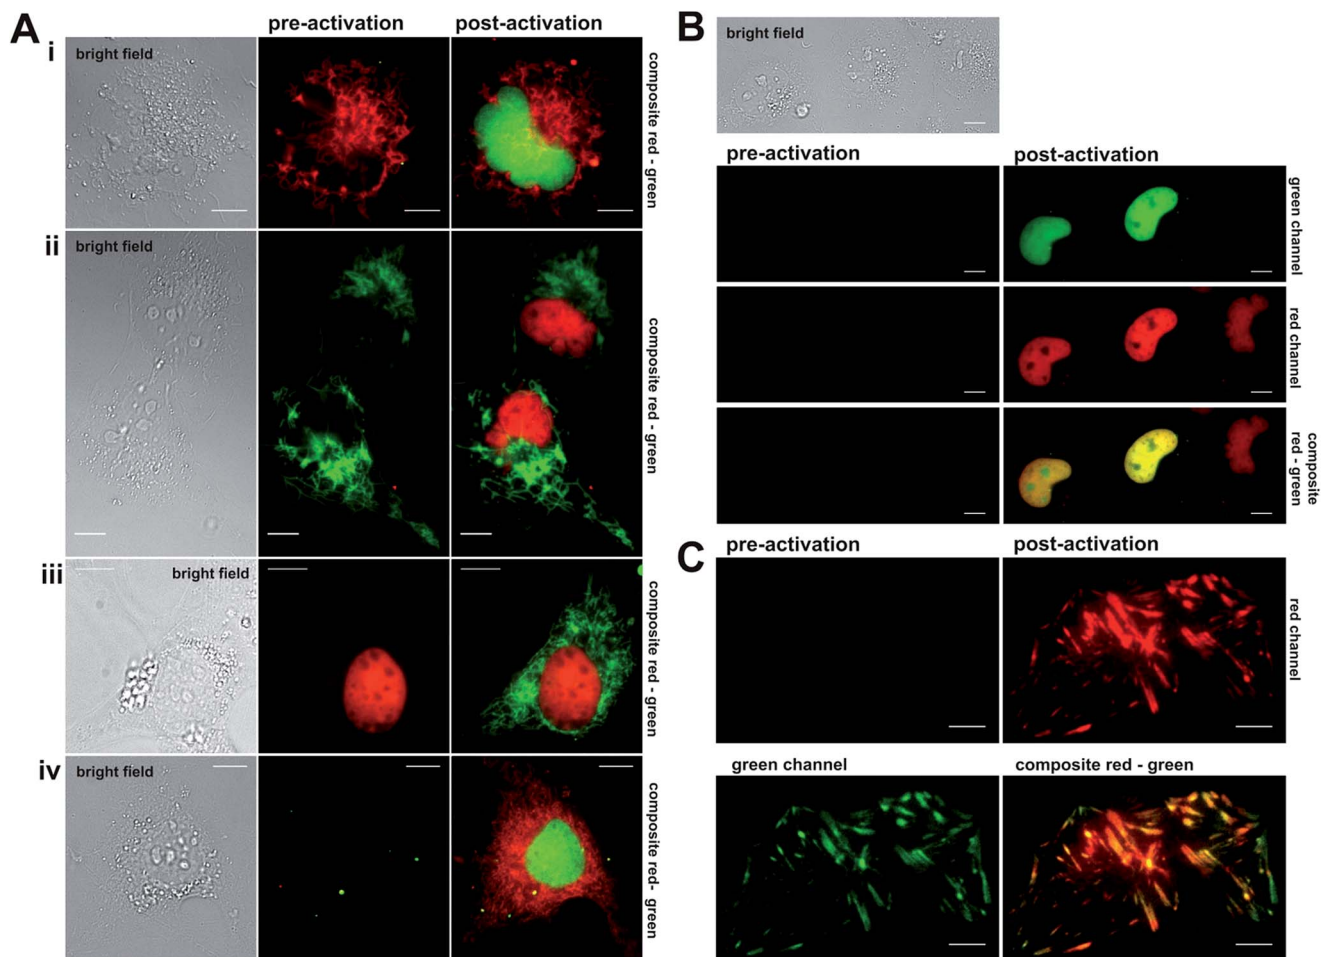 A
pre-activation
post-activation
i
bright field
composite red - green
ii
bright field
composite red - green
iii
bright field
composite red - green
iv
bright field
composite red- green
B
bright field
pre-activation
post-activation
green channel
red channel
composite
red - green
C
pre-activation
post-activation
red channel
green channel
composite red - green